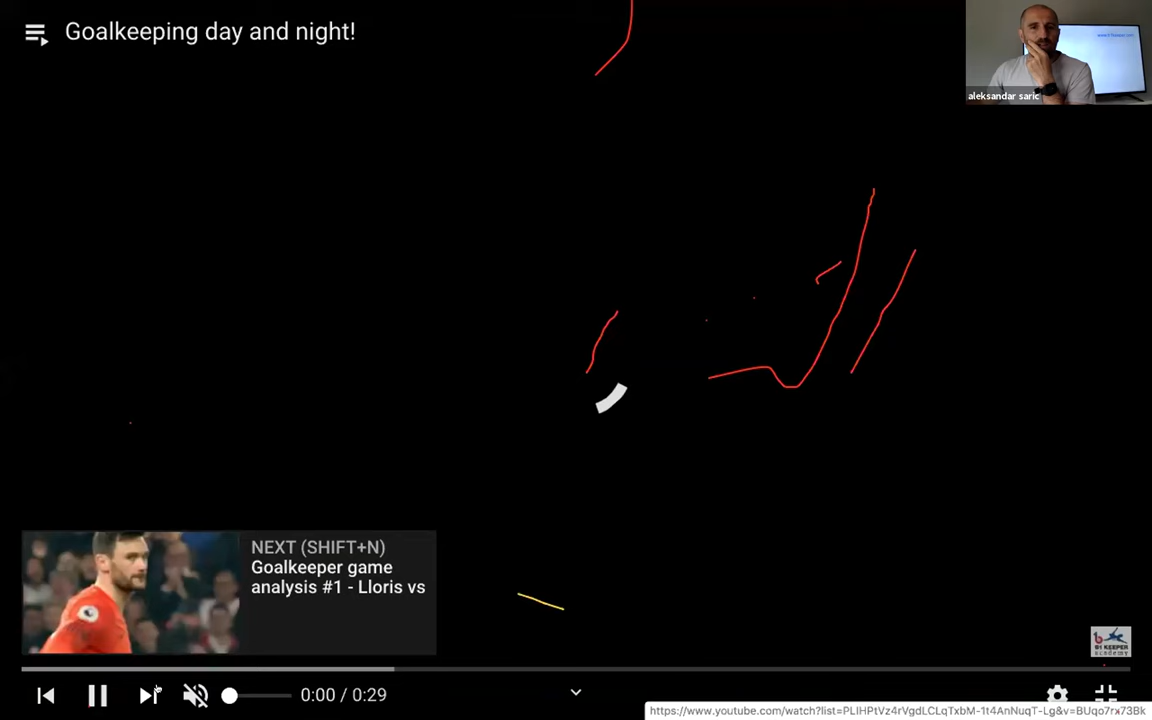 Goalkeeping day and night!
aleksandar saric
NEXT (SHIFT+N)
Goalkeeper game
analysis #1 - Lloris vs
KEEPER
0:00 / 0:29
https://www.youtube.com/watch?list=PLIHPtVz4rVgdLCLqTxbM-1t4AnNuqT-Lg&v=BUqo7rx73Bk